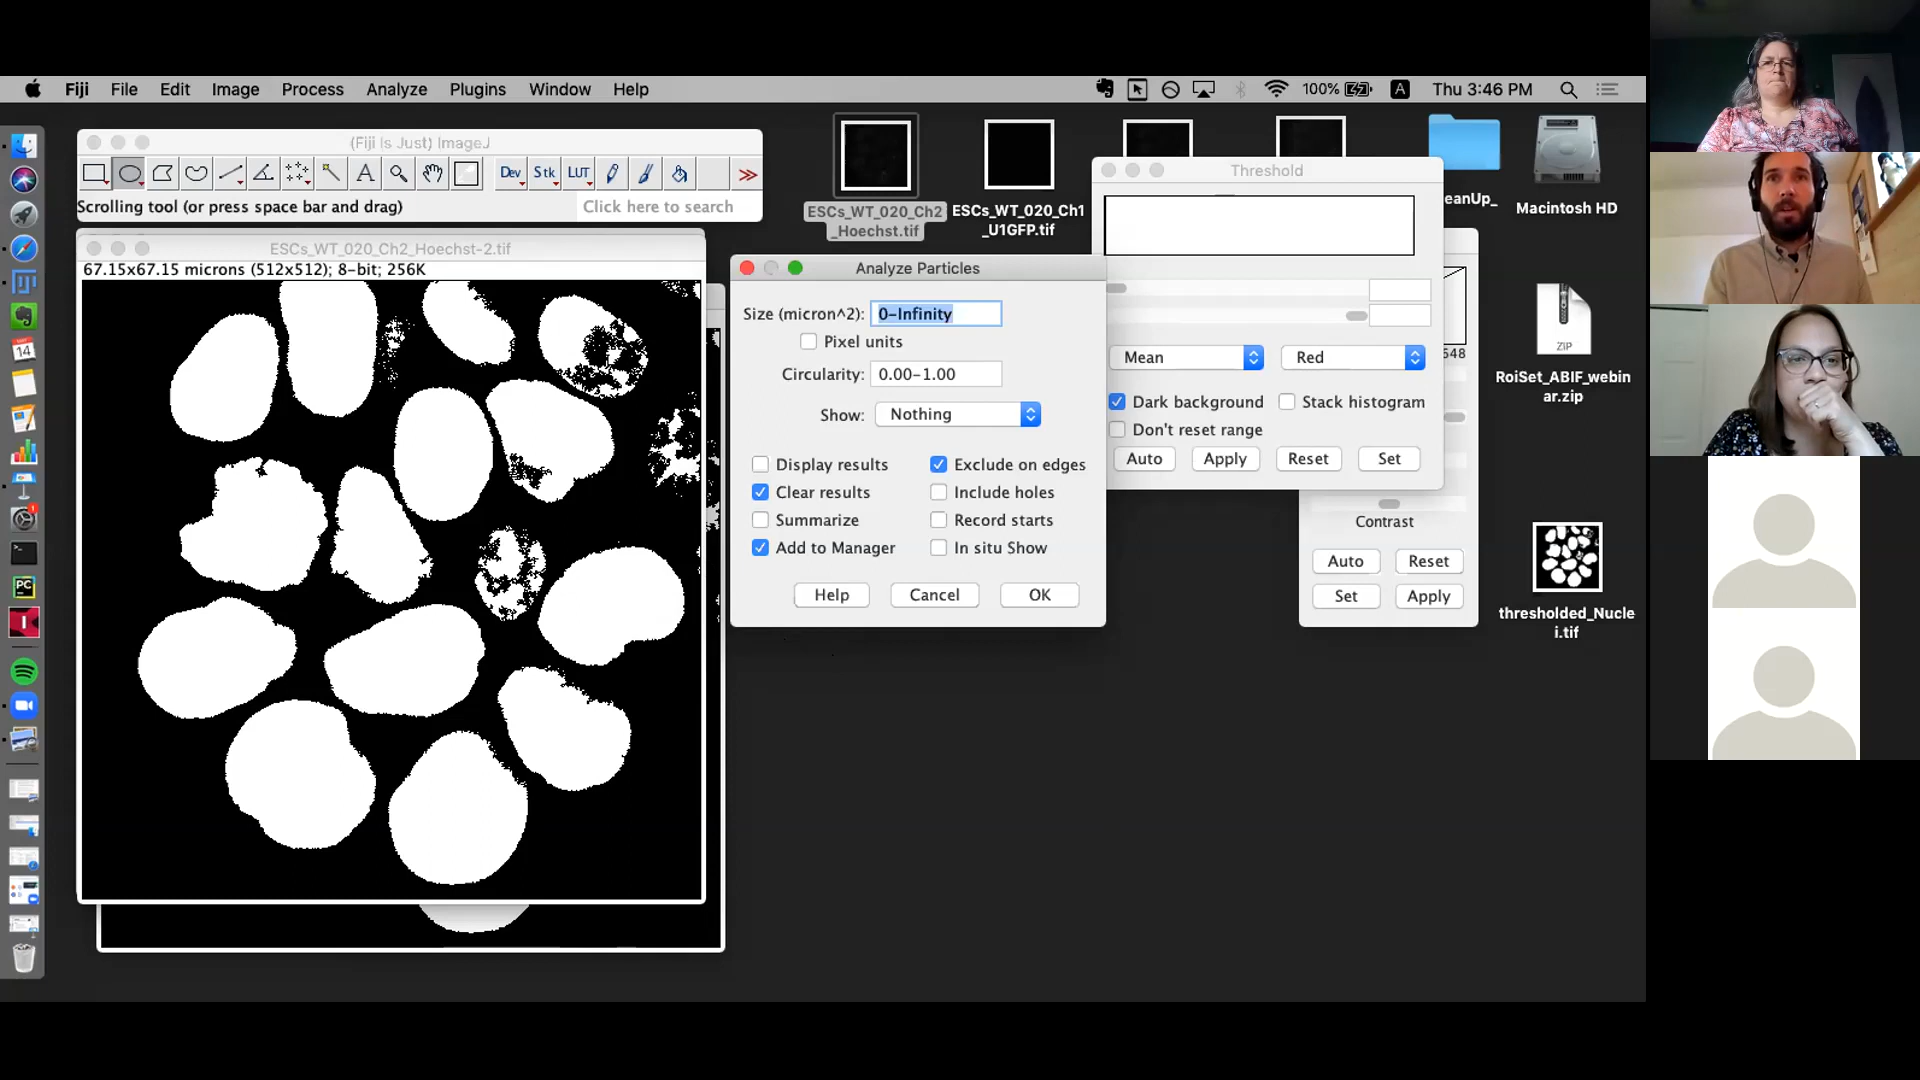 Fiji File Edit Image Process Analyze Plugins Window Help
100% A Thu 3:46 PM
(Fiji Is Just) ImageJ
A Dev Stk LUT >>
Scrolling tool (or press space bar and drag)
Click here to search
ESCs_WT_020_Ch2
_Hoechst.tif
ESCs_WT_020_Ch1
_U1GFP.tif
eanUp_
Macintosh HD
ZIP
RoiSet_ABIF_webin
ar.zip
thresholded_Nucle
i.tif
ESCs_WT_020_Ch2_Hoechst-2.tif
67.15x67.15 microns (512x512); 8-bit; 256K
Analyze Particles
Size (micron^2): 0-Infinity
Pixel units
Circularity: 0.00-1.00
Show: Nothing
Display results Exclude on edges
Clear results Include holes
Summarize Record starts
Add to Manager In situ Show
Help Cancel OK
Threshold
Mean Red
Dark background Stack histogram
Don't reset range
Auto Apply Reset Set
548
Contrast
Auto Reset
Set Apply
14
PC